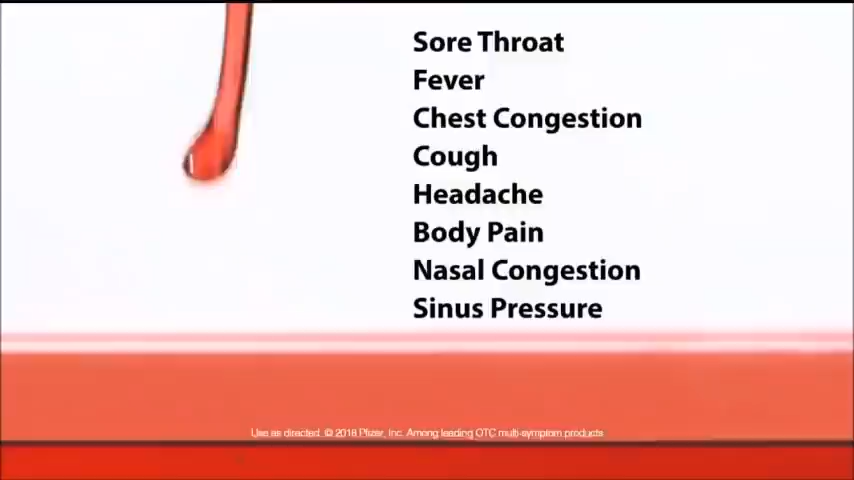 Sore Throat
Fever
Chest Congestion
Cough
Headache
Body Pain
Nasal Congestion
Sinus Pressure
Use as directed. © 2018 Pfizer, Inc. Among leading OTC multi-symptom products